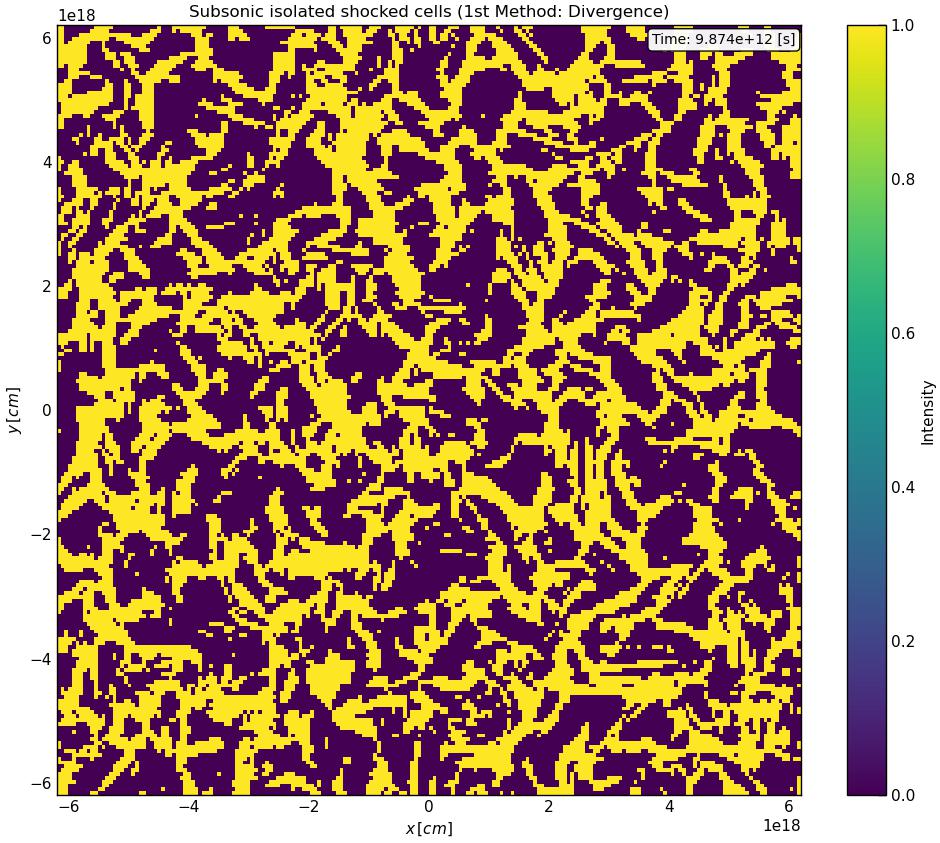 Subsonic isolated shocked cells (1st Method: Divergence)
1e18
Time: 9.874e+12 [s]
6
4
2
0
−2
−4
−6
y [cm]
−6
−4
−2
0
2
4
6
1e18
x [cm]
1.0
0.8
0.6
0.4
0.2
0.0
Intensity